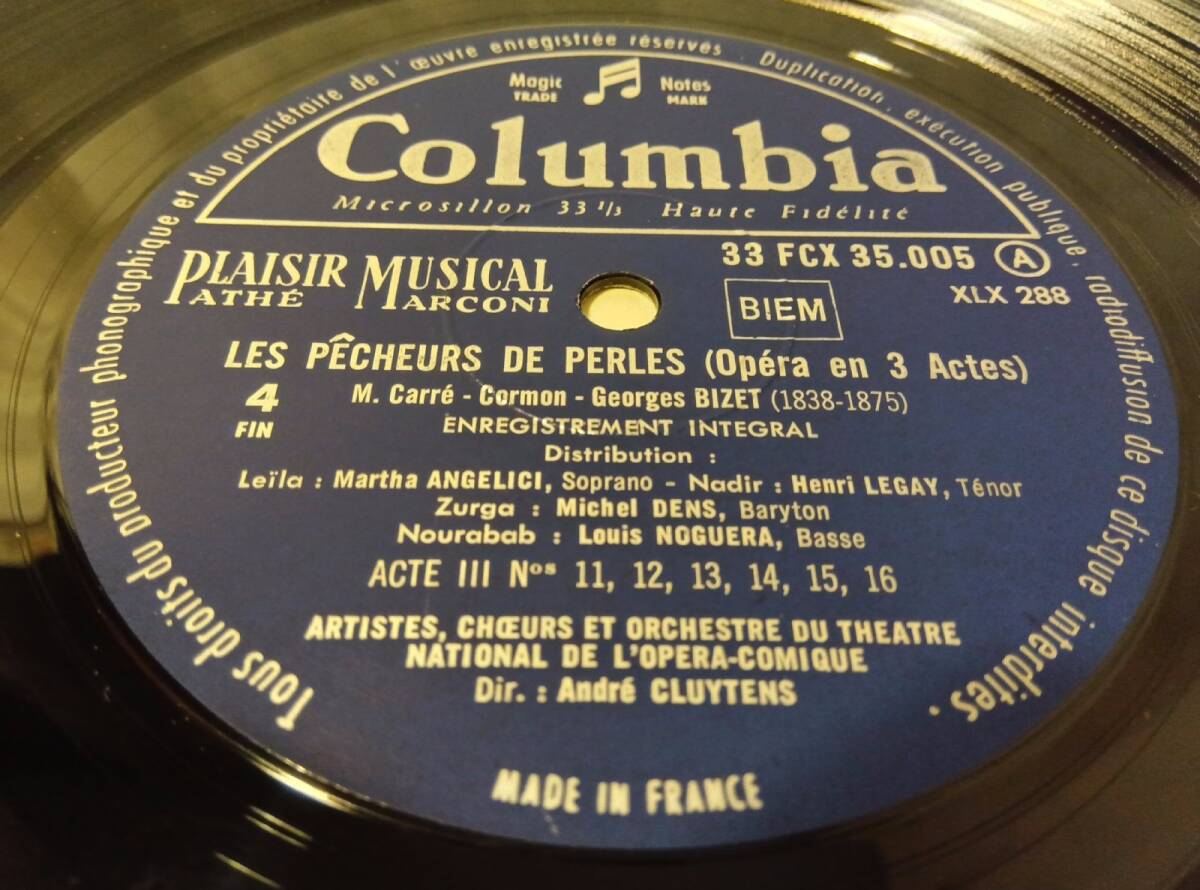 Tous droits du producteur phonographique et du propriétaire de l'œuvre enregistrée réservés. Duplication, exécution publique, radiodiffusion de ce disque interdites.
Magic Notes
TRADE MARK
Columbia
Microsillon 33 1/3 Haute Fidélité
PLAISIR MUSICAL
PATHÉ MARCONI
33 FCX 35.005 A
BIEM
XLX 288
LES PÊCHEURS DE PERLES (Opéra en 3 Actes)
4
FIN
M. Carré - Cormon - Georges BIZET (1838-1875)
ENREGISTREMENT INTEGRAL
Distribution :
Leïla : Martha ANGELICI, Soprano - Nadir : Henri LEGAY, Ténor
Zurga : Michel DENS, Baryton
Nourabab : Louis NOGUERA, Basse
ACTE III Nos 11, 12, 13, 14, 15, 16
ARTISTES, CHŒURS ET ORCHESTRE DU THEATRE
NATIONAL DE L'OPERA-COMIQUE
Dir. : André CLUYTENS
MADE IN FRANCE